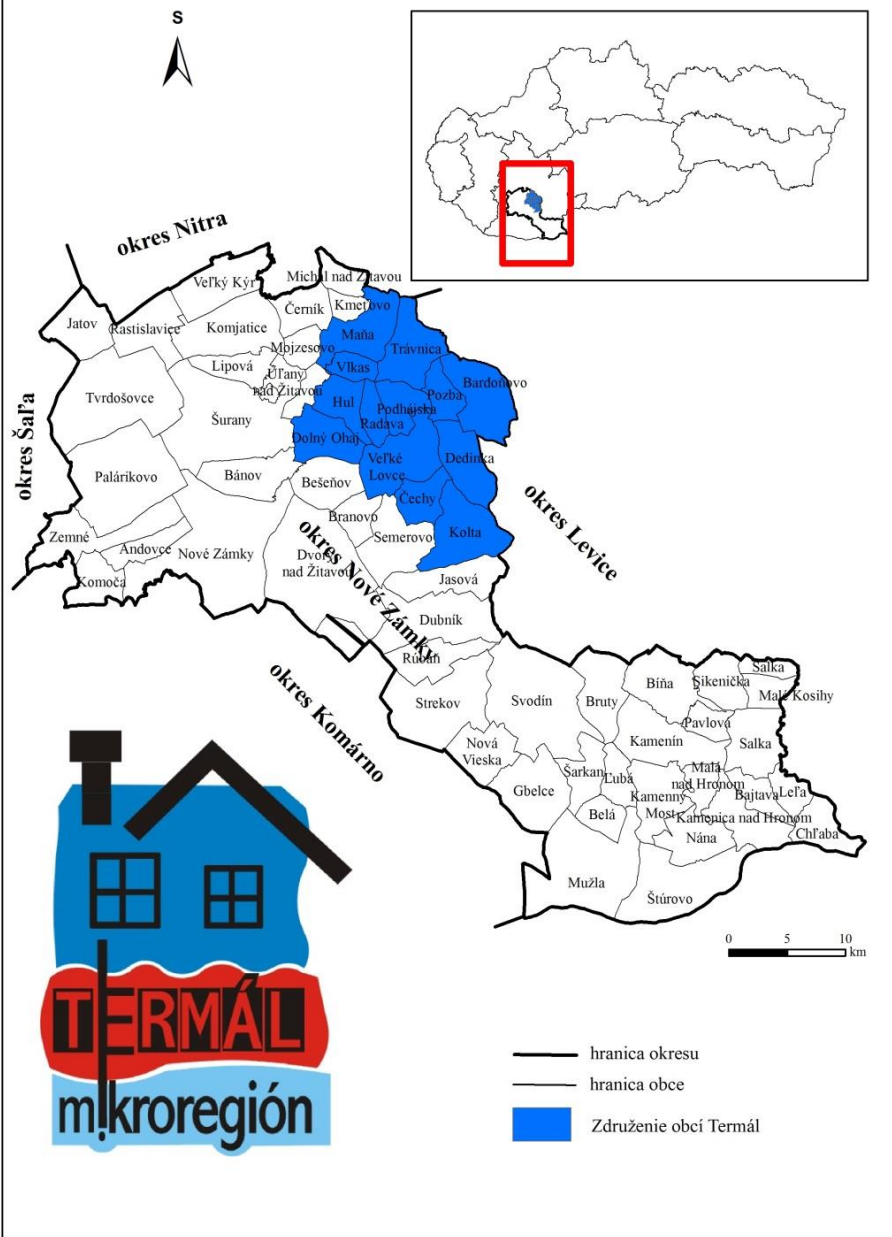 S
okres Nitra
Michal nad Žitavou
Veľký Kýr
Kmeťovo
Černík
Jatov
Rastislavice
Komjatice
Maňa
Mojzesovo
Trávnica
Lipová
Vlkas
Úľany
nad Žitavou
Bardoňovo
Tvrdošovce
Hul
Pozba
Podhájska
Radava
Šurany
okres Šaľa
Dolný Ohaj
Veľké
Lovce
Dedinka
Palárikovo
Bánov
Bešeňov
Čechy
Branovo
Kolta
Zemné
Semerovo
okres Levice
Andovce
Nové Zámky
Dvory
nad Žitavou
okres Nové Zámky
Komoča
Jasová
Dubník
Rúbaň
okres Komárno
Salka
Bíňa
Sikenička
Malé Kosihy
Strekov
Svodín
Bruty
Pavlová
Kamenín
Salka
Nová
Vieska
Šarkan
Ľubá
Malá
nad Hronom
Gbelce
Kamenný
Most
Bajtava
Leľa
Belá
Kamenica nad Hronom
Chľaba
Nána
Mužla
Štúrovo
0 5 10
km
TERMÁL
mikroregión
hranica okresu
hranica obce
Združenie obcí Termál